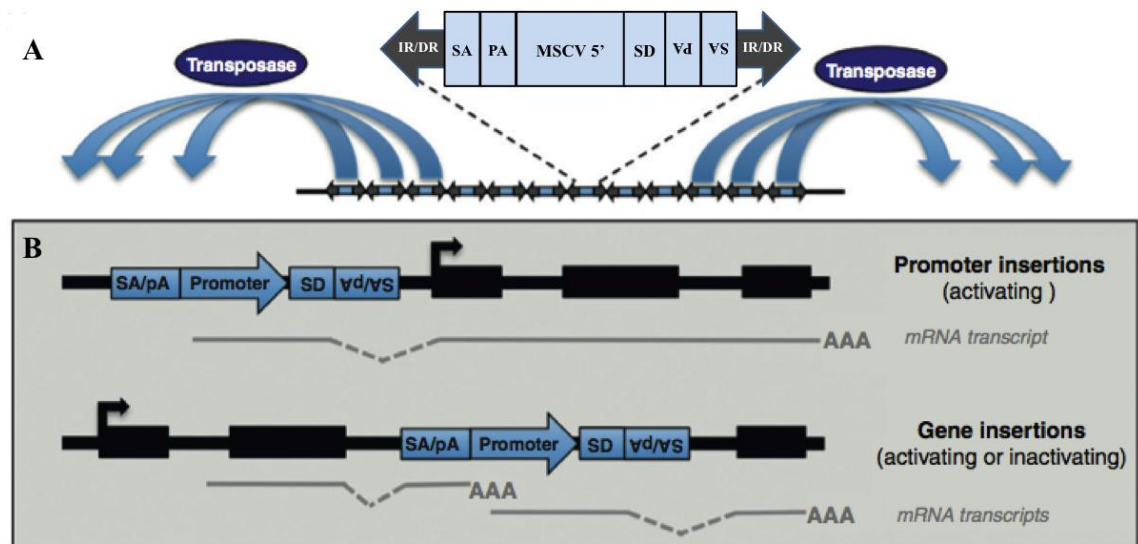 A
Transposase
IR/DR SA PA MSCV 5’ SD PA SA IR/DR
Transposase
B
SA/pA Promoter SD SA/pA
Promoter insertions
(activating )
AAA mRNA transcript
SA/pA Promoter SD SA/pA
Gene insertions
(activating or inactivating)
AAA
AAA mRNA transcripts